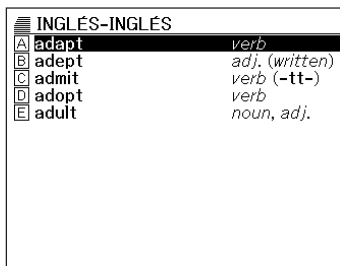 INGLÉS-INGLÉS
A adapt verb
B adept adj. (written)
C admit verb (-tt-)
D adopt verb
E adult noun, adj.